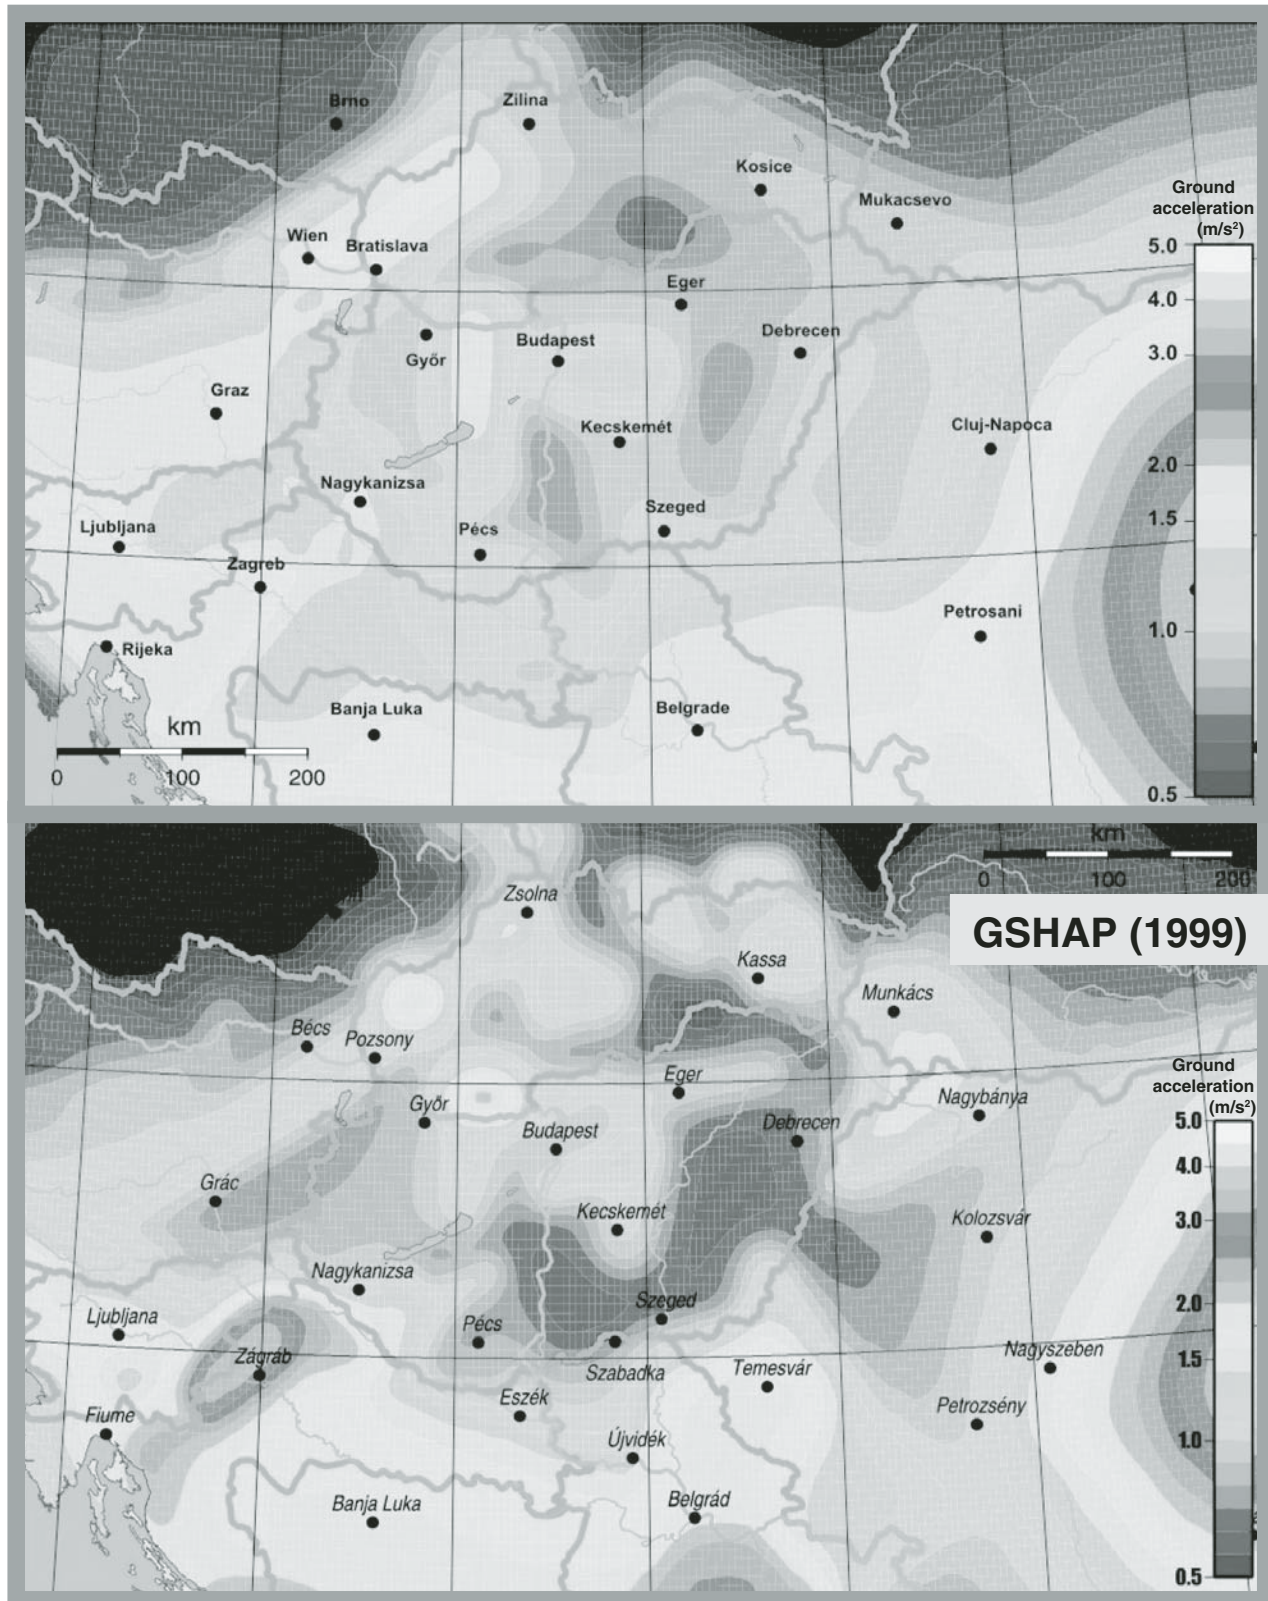 Brno
Zilina
Kosice
Mukacsevo
Ground
acceleration
(m/s²)
Wien
Bratislava
5.0
Eger
4.0
Debrecen
Budapest
3.0
Győr
Graz
Cluj-Napoca
Kecskemét
2.0
Nagykanizsa
Szeged
1.5
Ljubljana
Pécs
Zagreb
Petrosani
1.0
Rijeka
Banja Luka
Belgrade
km
0 100 200
0.5
km
0 100 200
Zsolna
GSHAP (1999)
Kassa
Munkács
Bécs
Pozsony
Ground
acceleration
(m/s²)
Eger
Nagybánya
Győr
5.0
Debrecen
Budapest
4.0
Grác
Kecskemét
3.0
Kolozsvár
Nagykanizsa
Szeged
2.0
Ljubljana
Pécs
Nagyszeben
1.5
Zágráb
Szabadka
Temesvár
Eszék
Petrozsény
Fiume
Újvidék
1.0
Banja Luka
Belgrád
0.5